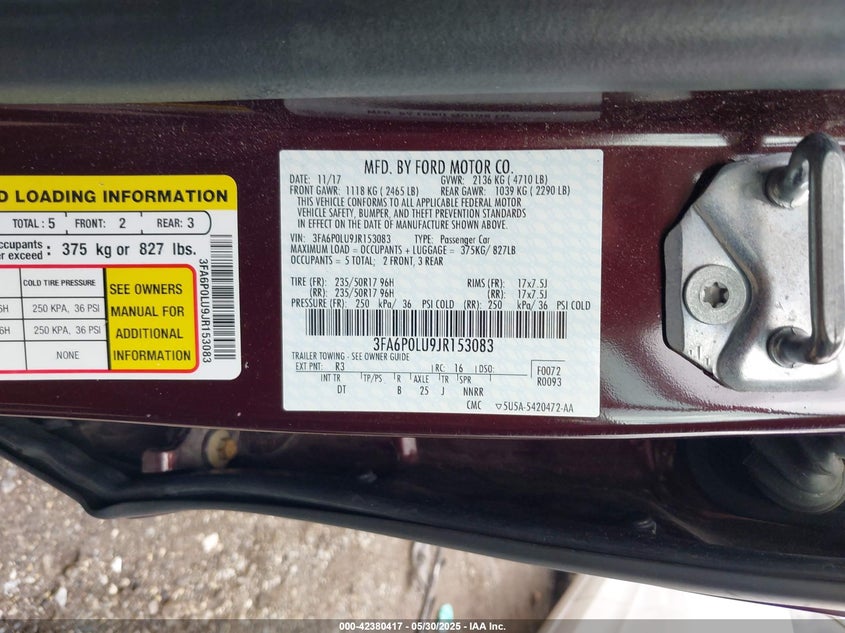 D LOADING INFORMATION
TOTAL: 5 FRONT: 2 REAR: 3
ccupants
exceed: 375 kg or 827 lbs.
COLD TIRE PRESSURE
6H 250 KPA, 36 PSI
6H 250 KPA, 36 PSI
NONE
SEE OWNERS
MANUAL FOR
ADDITIONAL
INFORMATION
3FA6P0LU9JR153083
MFD. BY FORD MOTOR CO.
DATE: 11/17 GVWR: 2136 KG ( 4710 LB)
FRONT GAWR: 1118 KG ( 2465 LB) REAR GAWR: 1039 KG ( 2290 LB)
THIS VEHICLE CONFORMS TO ALL APPLICABLE FEDERAL MOTOR
VEHICLE SAFETY, BUMPER, AND THEFT PREVENTION STANDARDS
IN EFFECT ON THE DATE OF MANUFACTURE SHOWN ABOVE.
VIN: 3FA6P0LU9JR153083 TYPE: Passenger Car
MAXIMUM LOAD = OCCUPANTS + LUGGAGE = 375KG/ 827LB
OCCUPANTS = 5 TOTAL; 2 FRONT, 3 REAR
TIRE (FR): 235/50R17 96H RIMS (FR): 17x7.5J
(RR): 235/50R17 96H (RR): 17x7.5J
PRESSURE (FR): 250 kPa/ 36 PSI COLD (RR): 250 kPa/ 36 PSI COLD
3FA6P0LU9JR153083
TRAILER TOWING - SEE OWNER GUIDE
EXT PNT: R3 RC: 16 DSO: F0072
R0093
INT TR TP/PS R AXLE TR SPR
DT B 25 J NNRR
CMC ▽5USA-5420472-AA
000-42380417 - 05/30/2025 - IAA Inc.